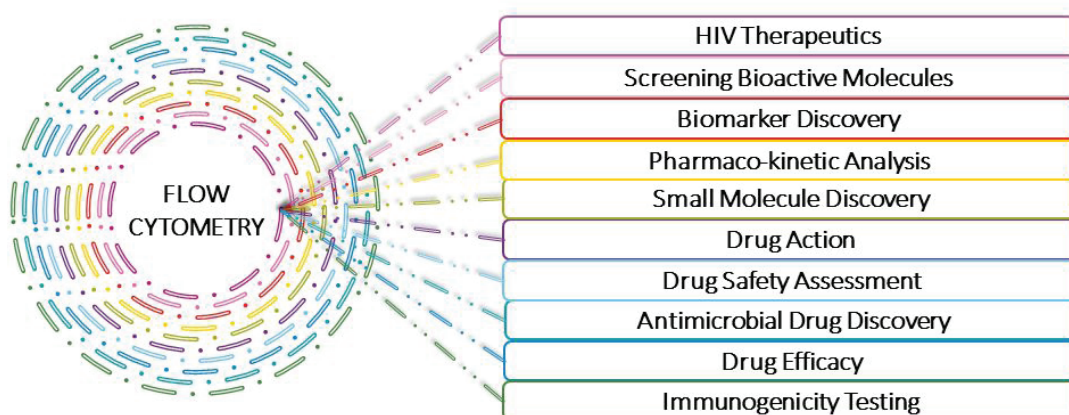 FLOW
CYTOMETRY
HIV Therapeutics
Screening Bioactive Molecules
Biomarker Discovery
Pharmaco-kinetic Analysis
Small Molecule Discovery
Drug Action
Drug Safety Assessment
Antimicrobial Drug Discovery
Drug Efficacy
Immunogenicity Testing